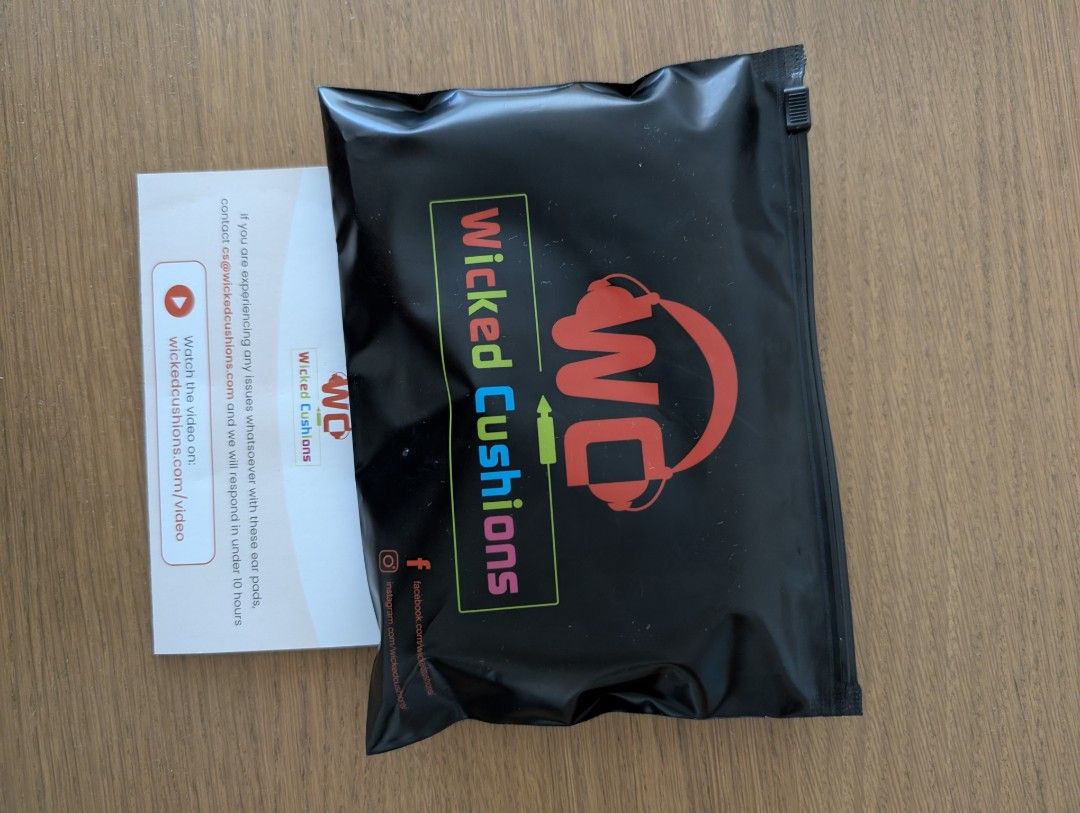 WC
Wicked Cushions
facebook.com/wickedcushions
instagram.com/wickedcushions
WC
Wicked Cushions
if you are experiencing any issues whatsoever with these ear pads,
contact cs@wickedcushions.com and we will respond in under 10 hours
Watch the video on:
wickedcushions.com/video